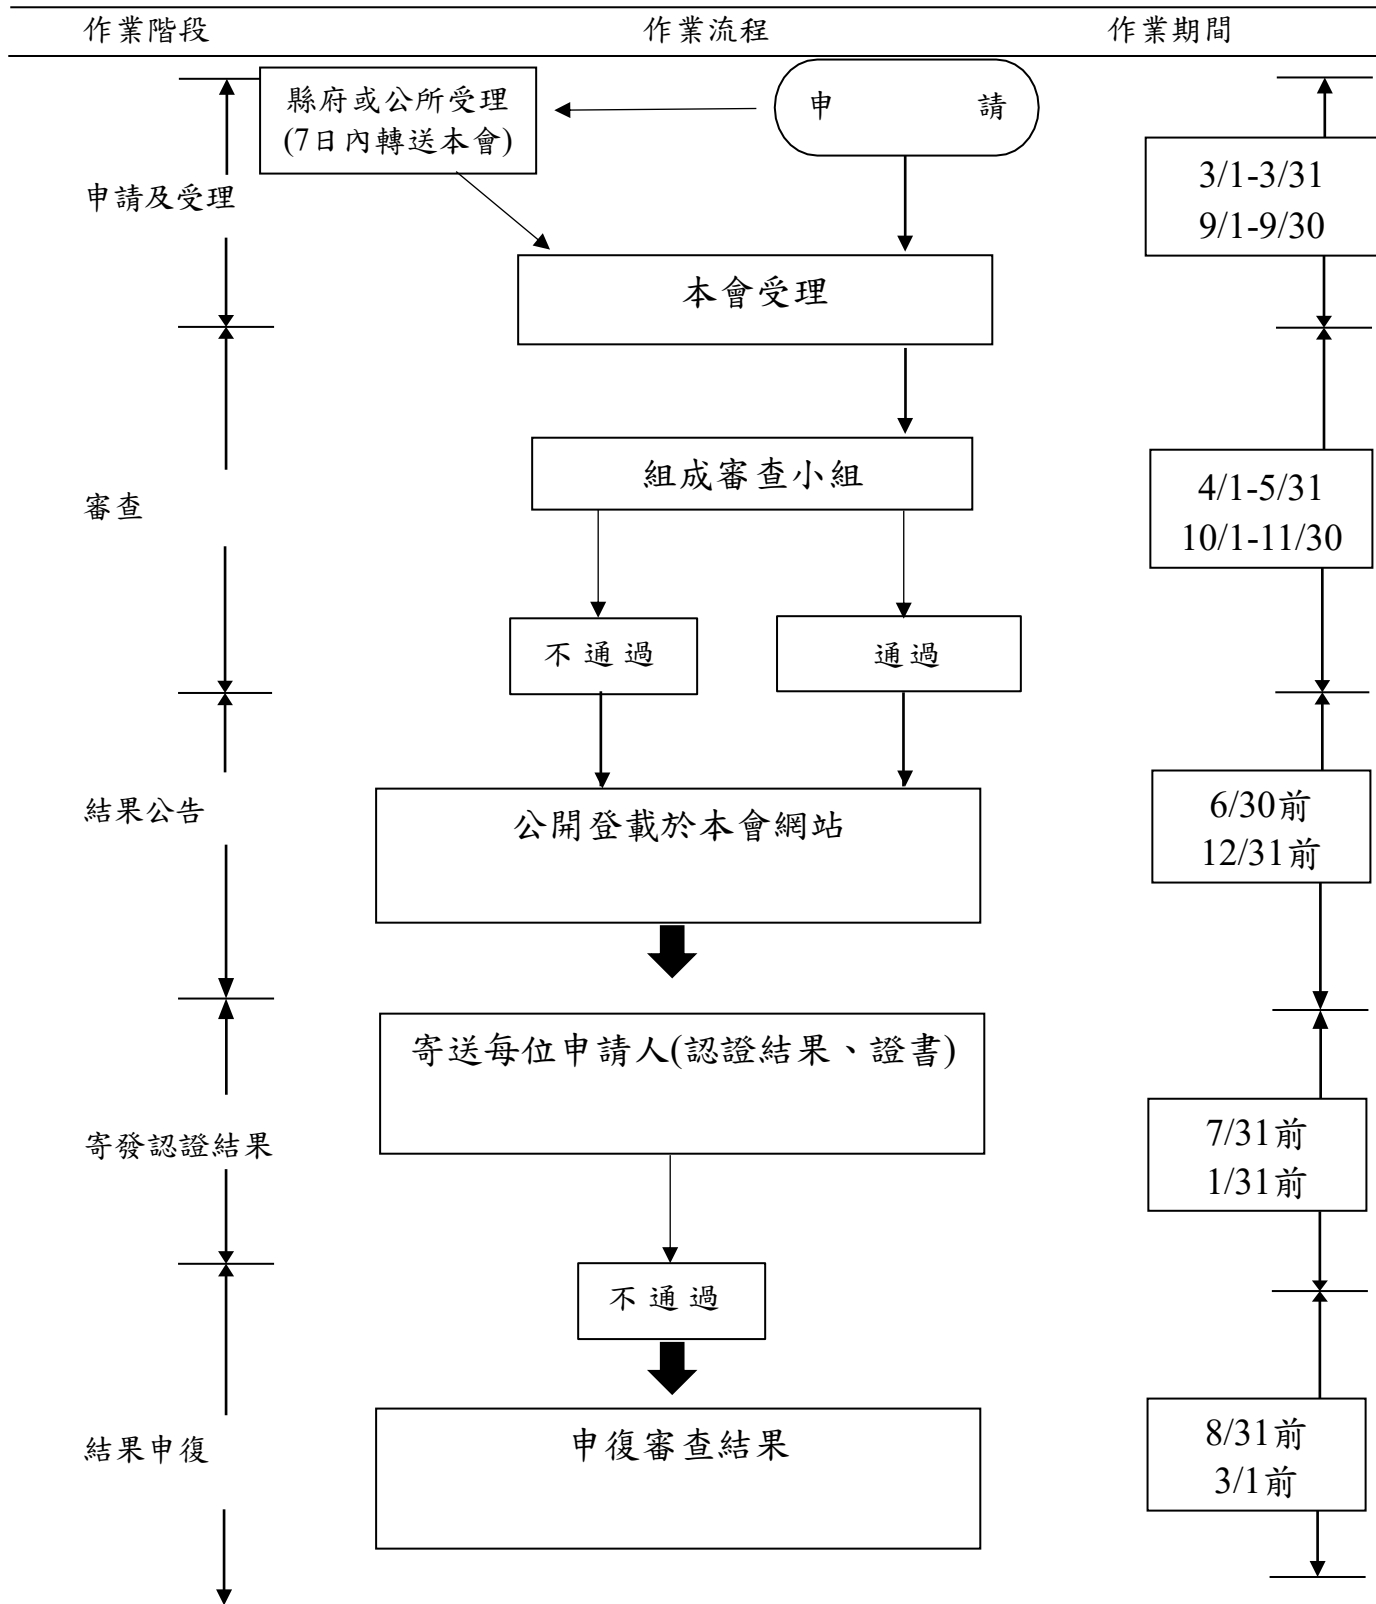 作業階段
作業流程
作業期間
縣府或公所受理
(7日內轉送本會)
申 請
申請及受理
3/1-3/31
9/1-9/30
本會受理
組成審查小組
審查
4/1-5/31
10/1-11/30
不通過
通過
結果公告
公開登載於本會網站
6/30前
12/31前
寄送每位申請人(認證結果、證書)
寄發認證結果
7/31前
1/31前
不通過
結果申復
申復審查結果
8/31前
3/1前